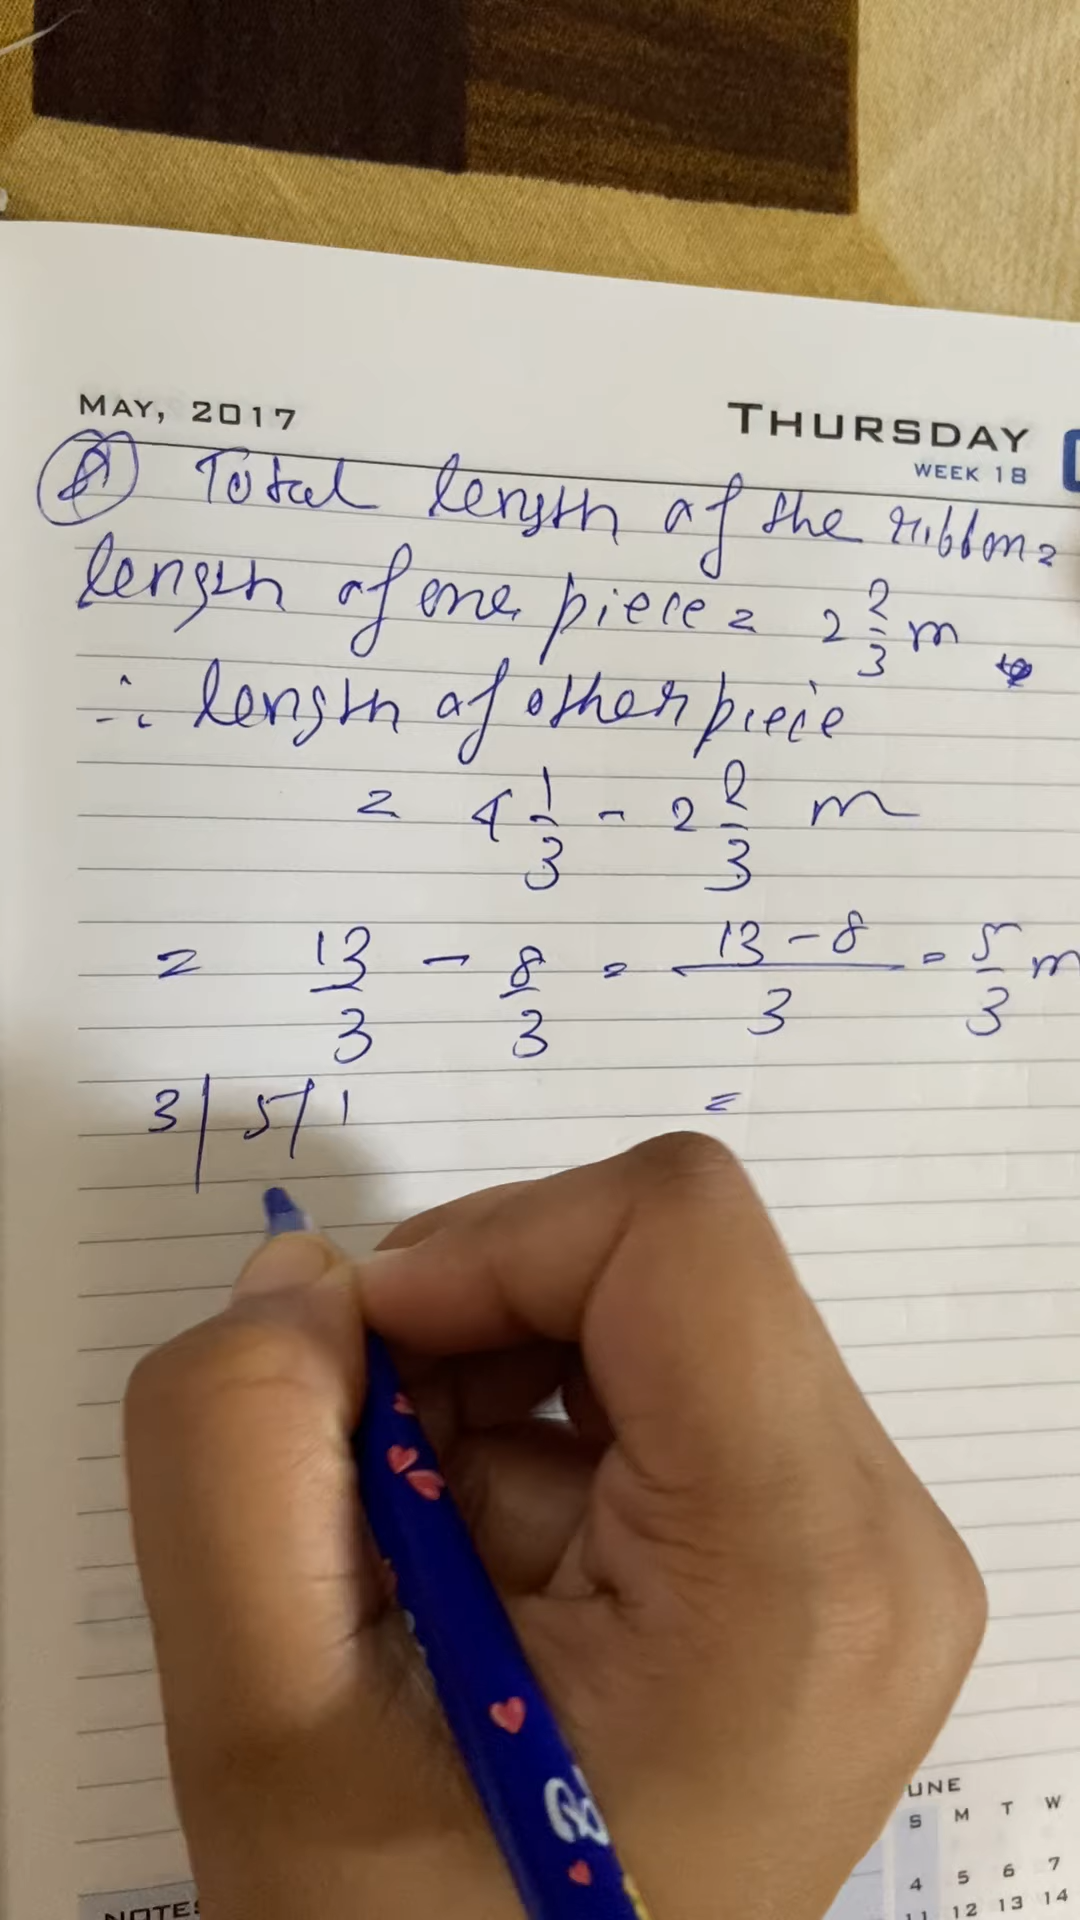 MAY, 2017
THURSDAY
WEEK 18
Total length of the ribbon =
length of one piece = 2 2/3 m
∴ length of other piece
= 4 1/3 - 2 2/3 m
= 13/3 - 8/3 = 13 - 8/3 = 5/3 m
3 | 5 / 1
=
UNE
S M T W
4 5 6 7
11 12 13 14
NOTES